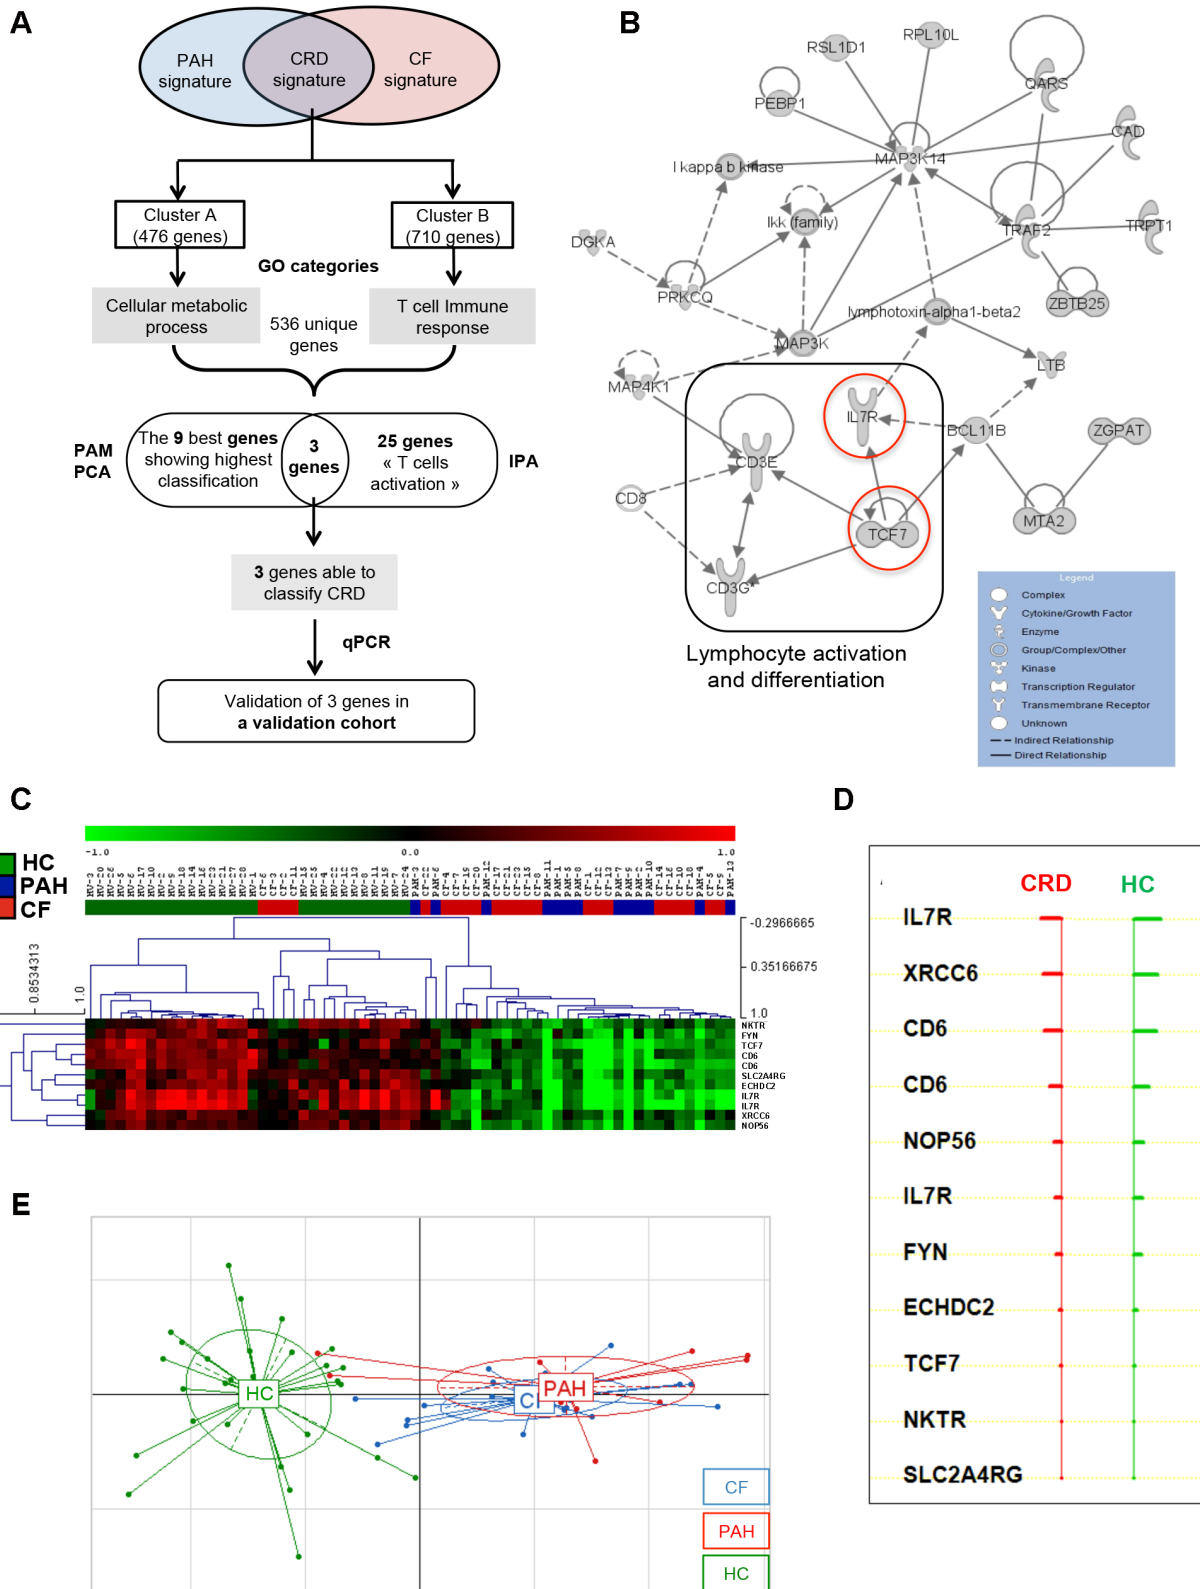 A
PAH
signature
CRD
signature
CF
signature
Cluster A
(476 genes)
Cluster B
(710 genes)
GO categories
Cellular metabolic
process
T cell Immune
response
536 unique
genes
PAM
PCA
The 9 best genes
showing highest
classification
3
genes
25 genes
« T cells
activation »
IPA
3 genes able to
classify CRD
qPCR
Validation of 3 genes in
a validation cohort
B
RSL1D1
RPL10L
QARS
PEBP1
CAD
MAP3K14
I kappa b kinase
Ikk (family)
TRAF2
TRPT1
DGKA
PRKCQ
ZBTB25
lymphotoxin-alpha1-beta2
MAP3K
LTB
MAP4K1
IL7R
BCL11B
ZGPAT
CD3E
CD8
TCF7
MTA2
CD3G*
Lymphocyte activation
and differentiation
Legend
Complex
Cytokine/Growth Factor
Enzyme
Group/Complex/Other
Kinase
Transcription Regulator
Transmembrane Receptor
Unknown
Indirect Relationship
Direct Relationship
C
HC
PAH
CF
-1.0
0.0
1.0
-0.2966665
0.35166675
1.0
0.8534313
1.0
NKTR
FYN
TCF7
CD6
CD6
SLC2A4RG
ECHDC2
IL7R
IL7R
XRCC6
NOP56
D
CRD
HC
IL7R
XRCC6
CD6
CD6
NOP56
IL7R
FYN
ECHDC2
TCF7
NKTR
SLC2A4RG
E
HC
PAH
CF
PAH
HC